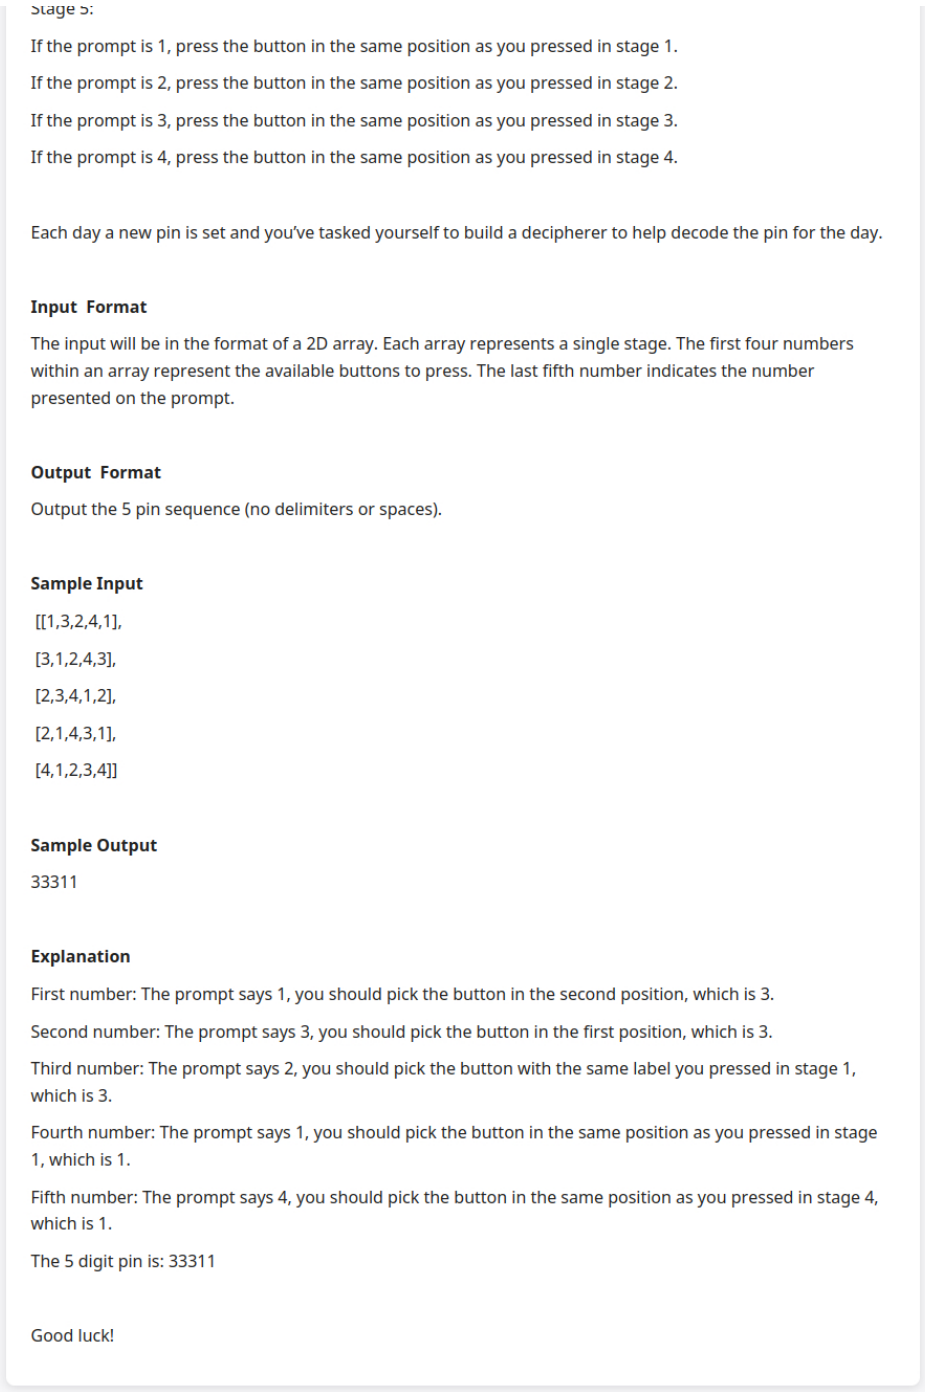 Stage 5:
If the prompt is 1, press the button in the same position as you pressed in stage 1.
If the prompt is 2, press the button in the same position as you pressed in stage 2.
If the prompt is 3, press the button in the same position as you pressed in stage 3.
If the prompt is 4, press the button in the same position as you pressed in stage 4.
Each day a new pin is set and you've tasked yourself to build a decipherer to help decode the pin for the day.
Input Format
The input will be in the format of a 2D array. Each array represents a single stage. The first four numbers
within an array represent the available buttons to press. The last fifth number indicates the number
presented on the prompt.
Output Format
Output the 5 pin sequence (no delimiters or spaces).
Sample Input
[[1,3,2,4,1],
[3,1,2,4,3],
[2,3,4,1,2],
[2,1,4,3,1],
[4,1,2,3,4]]
Sample Output
33311
Explanation
First number: The prompt says 1, you should pick the button in the second position, which is 3.
Second number: The prompt says 3, you should pick the button in the first position, which is 3.
Third number: The prompt says 2, you should pick the button with the same label you pressed in stage 1,
which is 3.
Fourth number: The prompt says 1, you should pick the button in the same position as you pressed in stage
1, which is 1.
Fifth number: The prompt says 4, you should pick the button in the same position as you pressed in stage 4,
which is 1.
The 5 digit pin is: 33311
Good luck!